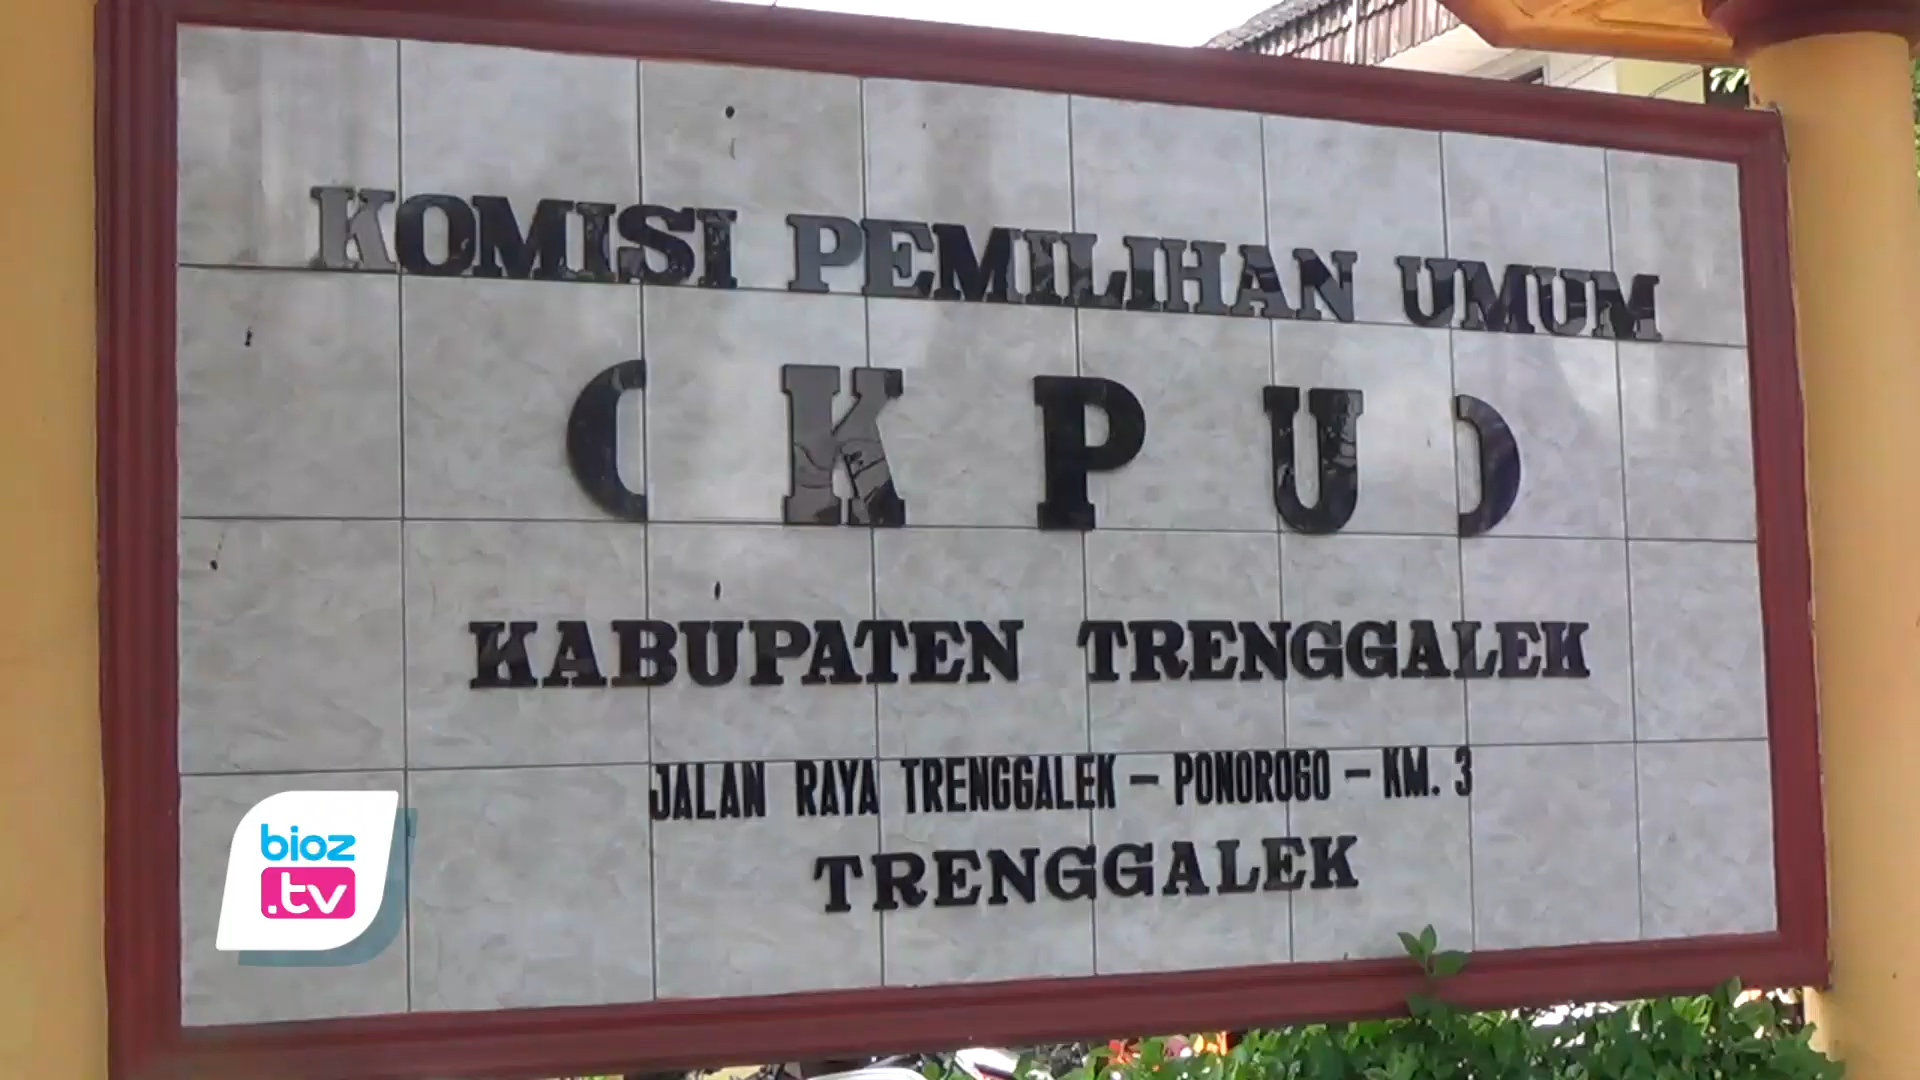 KOMISI PEMILIHAN UMUM
( K P U )
KABUPATEN TRENGGALEK
JALAN RAYA TRENGGALEK – PONOROGO – KM. 3
TRENGGALEK
bioz
.tv